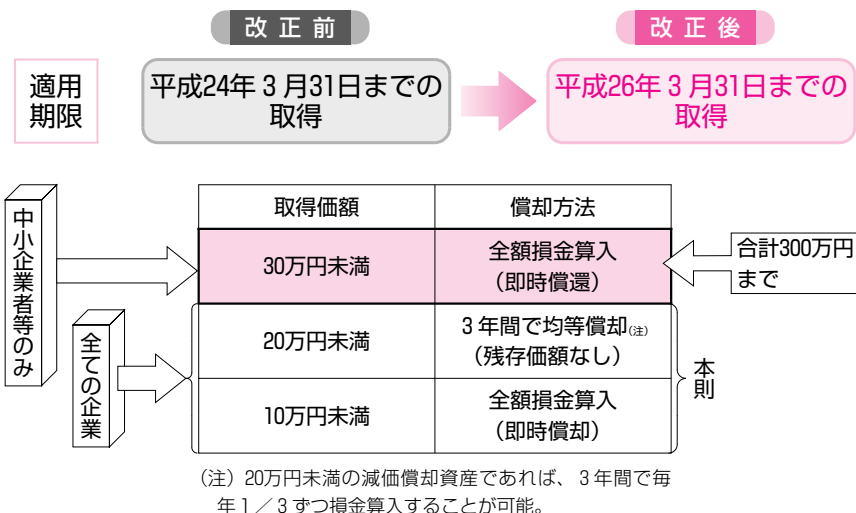 改正前
改正後
適用
期限
平成24年3月31日までの
取得
平成26年3月31日までの
取得
中小企業者等のみ
全ての企業
取得価額
償却方法
30万円未満
全額損金算入
（即時償還）
合計300万円
まで
20万円未満
3年間で均等償却(注)
（残存価額なし）
10万円未満
全額損金算入
（即時償却）
本則
（注）20万円未満の減価償却資産であれば、3年間で毎
年1／3ずつ損金算入することが可能。